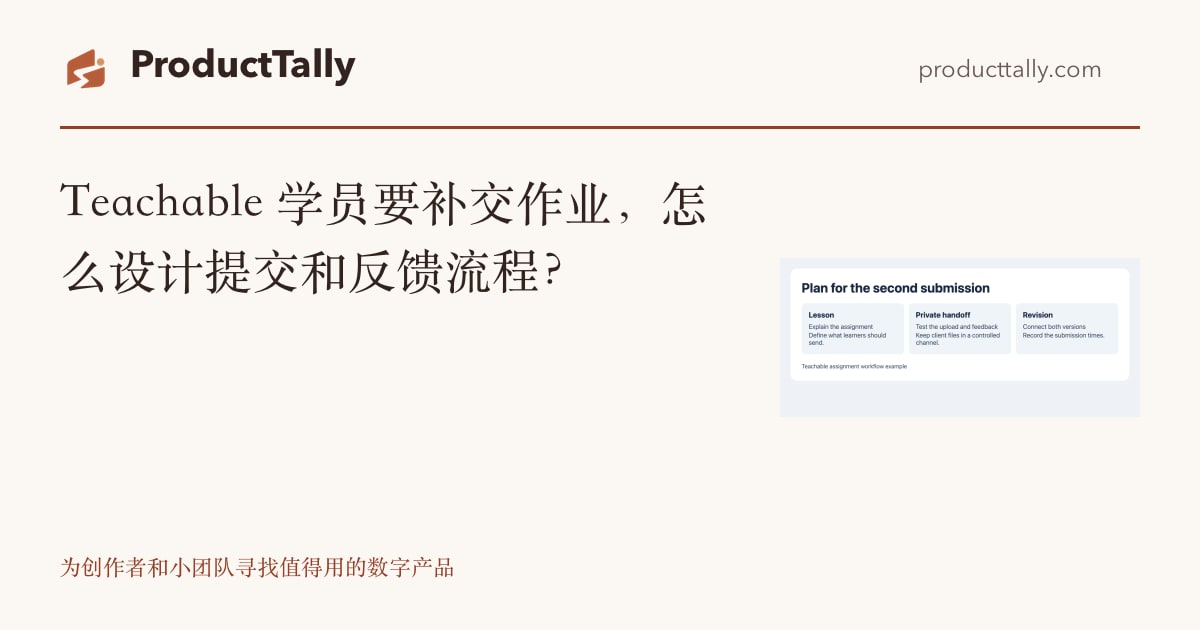 ProductTally
producttally.com
Teachable 学员要补交作业，怎
么设计提交和反馈流程？
Plan for the second submission
Lesson
Explain the assignment
Define what learners should
send.
Private handoff
Test the upload and feedback
Keep client files in a controlled
channel.
Revision
Connect both versions
Record the submission times.
Teachable assignment workflow example
为创作者和小团队寻找值得用的数字产品